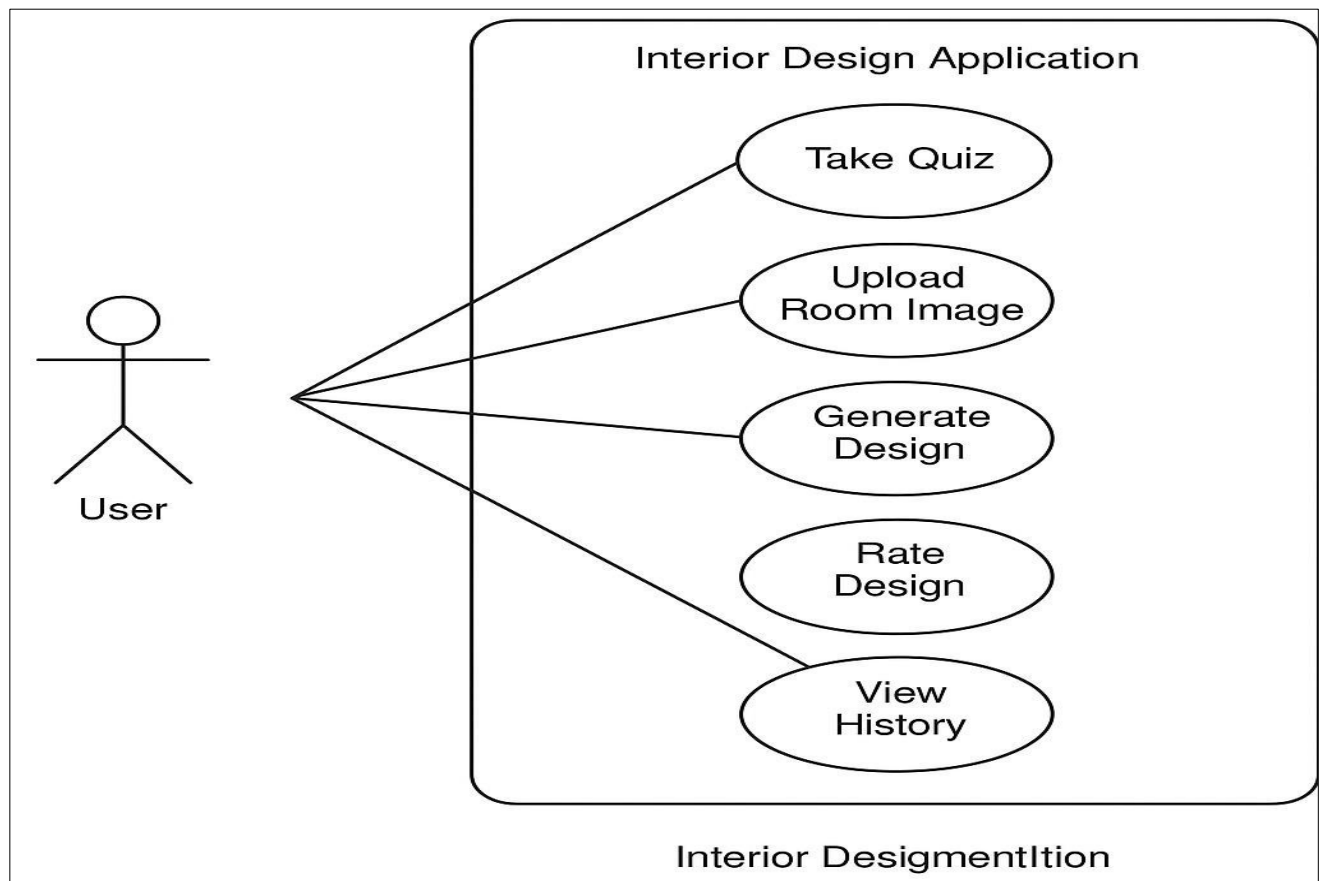 Interior Design Application
Take Quiz
Upload
Room Image
Generate
Design
Rate
Design
View
History
User
Interior DesigmentItion